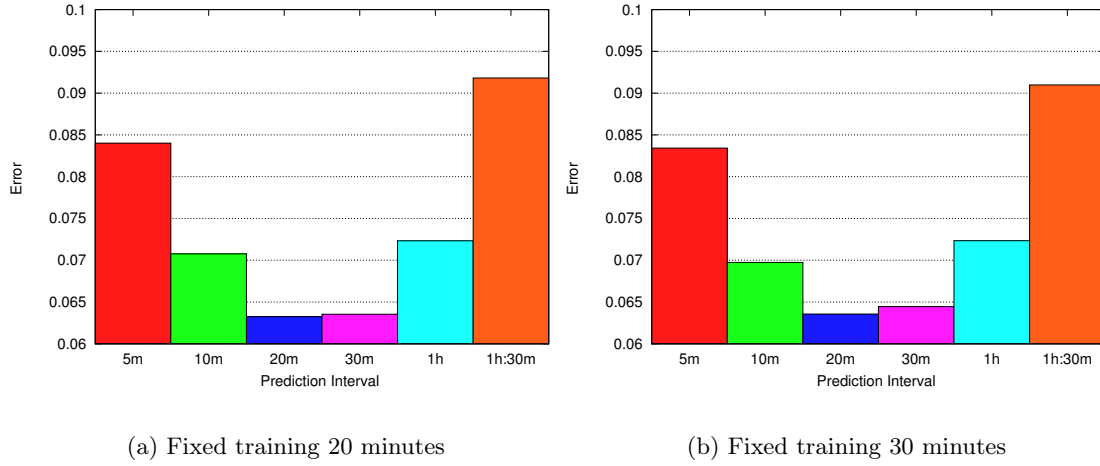 0.1
0.095
0.09
0.085
0.08
0.075
0.07
0.065
0.06
Error
5m 10m 20m 30m 1h 1h:30m
Prediction Interval
(a) Fixed training 20 minutes
0.1
0.095
0.09
0.085
0.08
0.075
0.07
0.065
0.06
Error
5m 10m 20m 30m 1h 1h:30m
Prediction Interval
(b) Fixed training 30 minutes